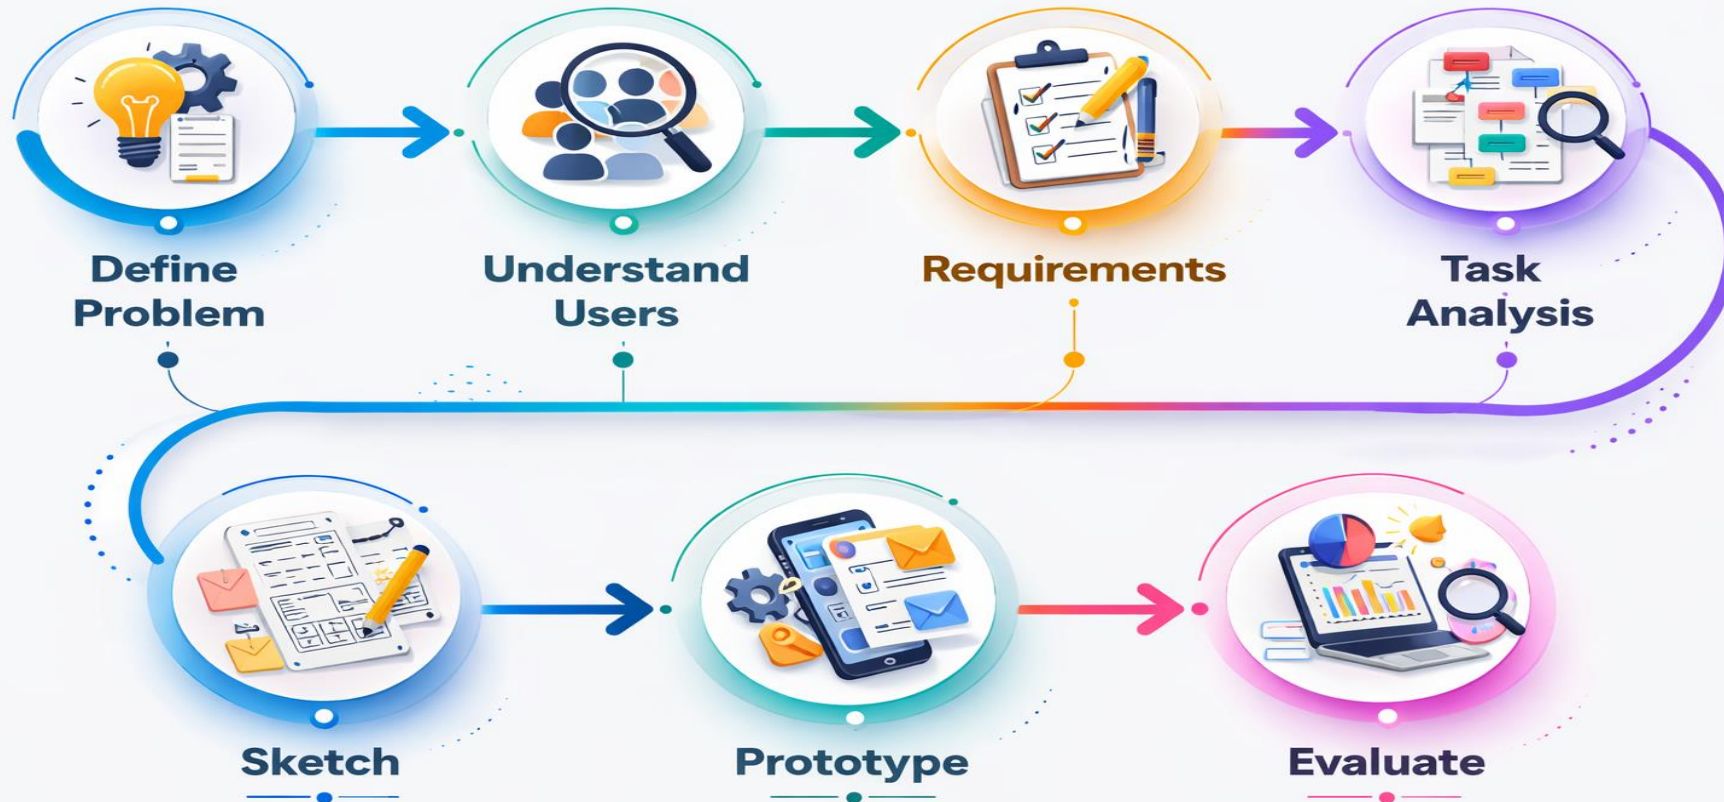 Define
Problem
Understand
Users
Requirements
Task
Analysis
Sketch
Prototype
Evaluate